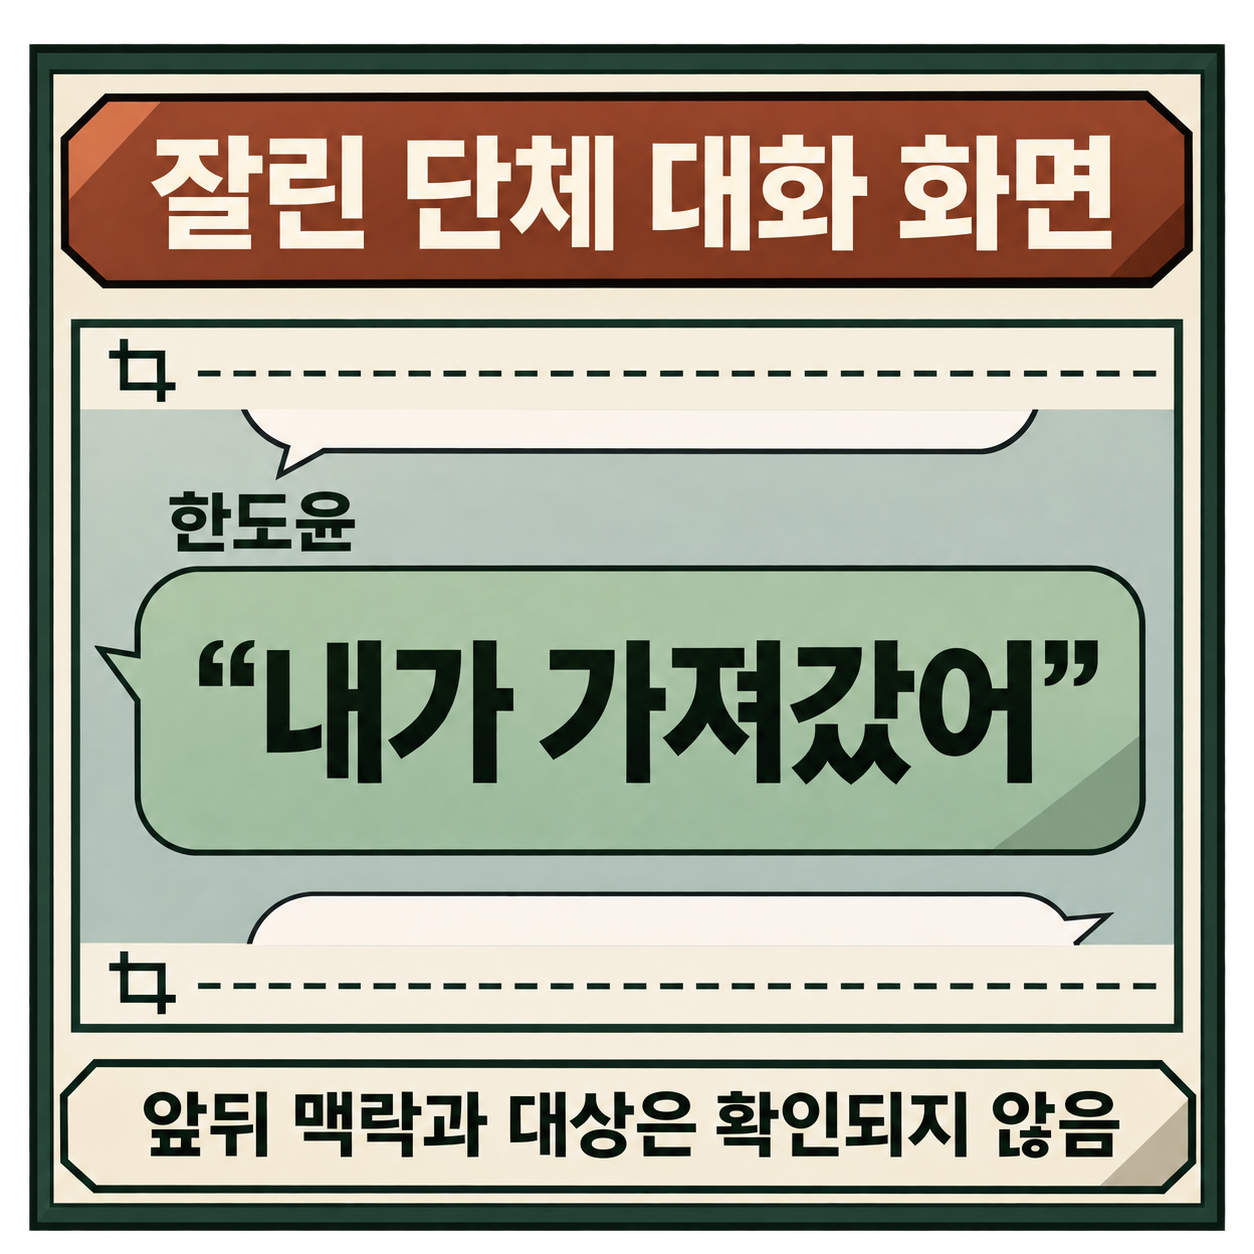 잘린 단체 대화 화면
한도윤
“내가 가져갔어”
앞뒤 맥락과 대상은 확인되지 않음